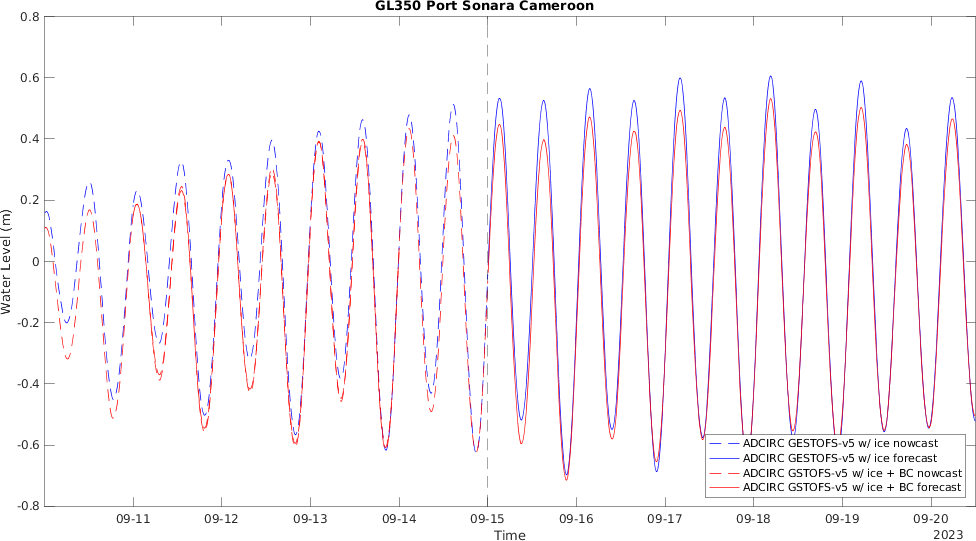 GL350 Port Sonara Cameroon
0.8
0.6
0.4
0.2
0
-0.2
-0.4
-0.6
-0.8
Water Level (m)
ADCIRC GESTOFS-v5 w/ ice nowcast
ADCIRC GESTOFS-v5 w/ ice forecast
ADCIRC GSTOFS-v5 w/ ice + BC nowcast
ADCIRC GSTOFS-v5 w/ ice + BC forecast
09-11 09-12 09-13 09-14 09-15 09-16 09-17 09-18 09-19 09-20
Time
2023